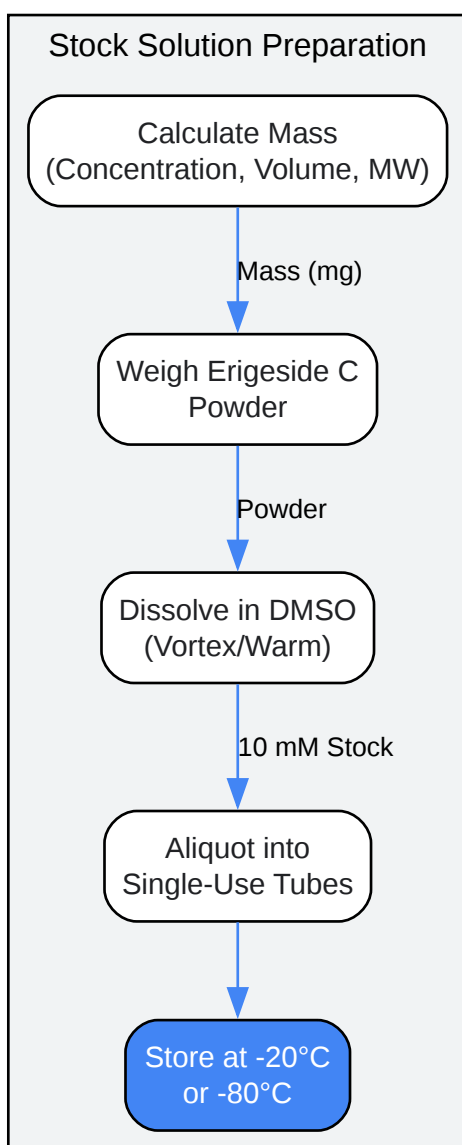 Stock Solution Preparation
Calculate Mass
(Concentration, Volume, MW)
Mass (mg)
Weigh Erigeside C
Powder
Powder
Dissolve in DMSO
(Vortex/Warm)
10 mM Stock
Aliquot into
Single-Use Tubes
Store at -20°C
or -80°C